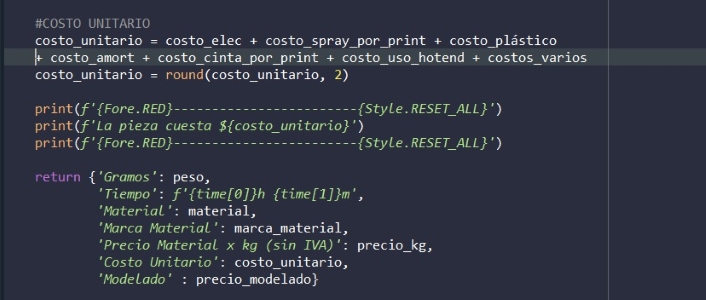 #COSTO UNITARIO
costo_unitario = costo_elec + costo_spray_por_print + costo_plástico
+ costo_amort + costo_cinta_por_print + costo_uso_hotend + costos_varios
costo_unitario = round(costo_unitario, 2)
print(f'{Fore.RED}------------------------{Style.RESET_ALL}')
print(f'La pieza cuesta ${costo_unitario}')
print(f'{Fore.RED}------------------------{Style.RESET_ALL}')
return {'Gramos': peso,
'Tiempo': f'{time[0]}h {time[1]}m',
'Material': material,
'Marca Material': marca_material,
'Precio Material x kg (sin IVA)': precio_kg,
'Costo Unitario': costo_unitario,
'Modelado' : precio_modelado}